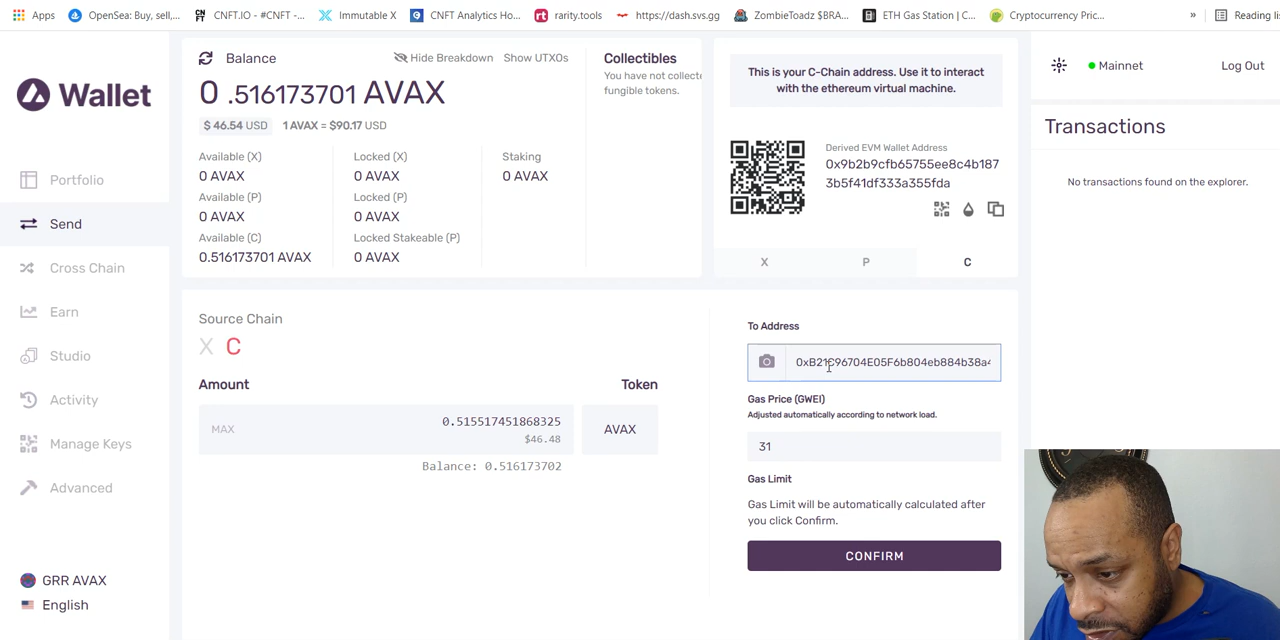 Apps
OpenSea: Buy, sell,...
CNFT.IO - #CNFT -...
Immutable X
CNFT Analytics Ho...
rarity.tools
https://dash.svs.gg
ZombieToadz $BRA...
ETH Gas Station | C...
Cryptocurrency Pric...
»
Reading lis
Wallet
Portfolio
Send
Cross Chain
Earn
Studio
Activity
Manage Keys
Advanced
GRR AVAX
English
Balance
Hide Breakdown
Show UTXOs
0 .516173701 AVAX
$ 46.54 USD
1 AVAX = $90.17 USD
Available (X)
0 AVAX
Available (P)
0 AVAX
Available (C)
0.516173701 AVAX
Locked (X)
0 AVAX
Locked (P)
0 AVAX
Locked Stakeable (P)
0 AVAX
Staking
0 AVAX
Collectibles
You have not collecte
fungible tokens.
This is your C-Chain address. Use it to interact
with the ethereum virtual machine.
Derived EVM Wallet Address
0x9b2b9cfb65755ee8c4b187
3b5f41df333a355fda
X
P
C
Mainnet
Log Out
Transactions
No transactions found on the explorer.
Source Chain
X C
Amount
Token
MAX
0.515517451868325
$46.48
AVAX
Balance: 0.516173702
To Address
0xB21C96704E05F6b804eb884b38a4
Gas Price (GWEI)
Adjusted automatically according to network load.
31
Gas Limit
Gas Limit will be automatically calculated after
you click Confirm.
CONFIRM